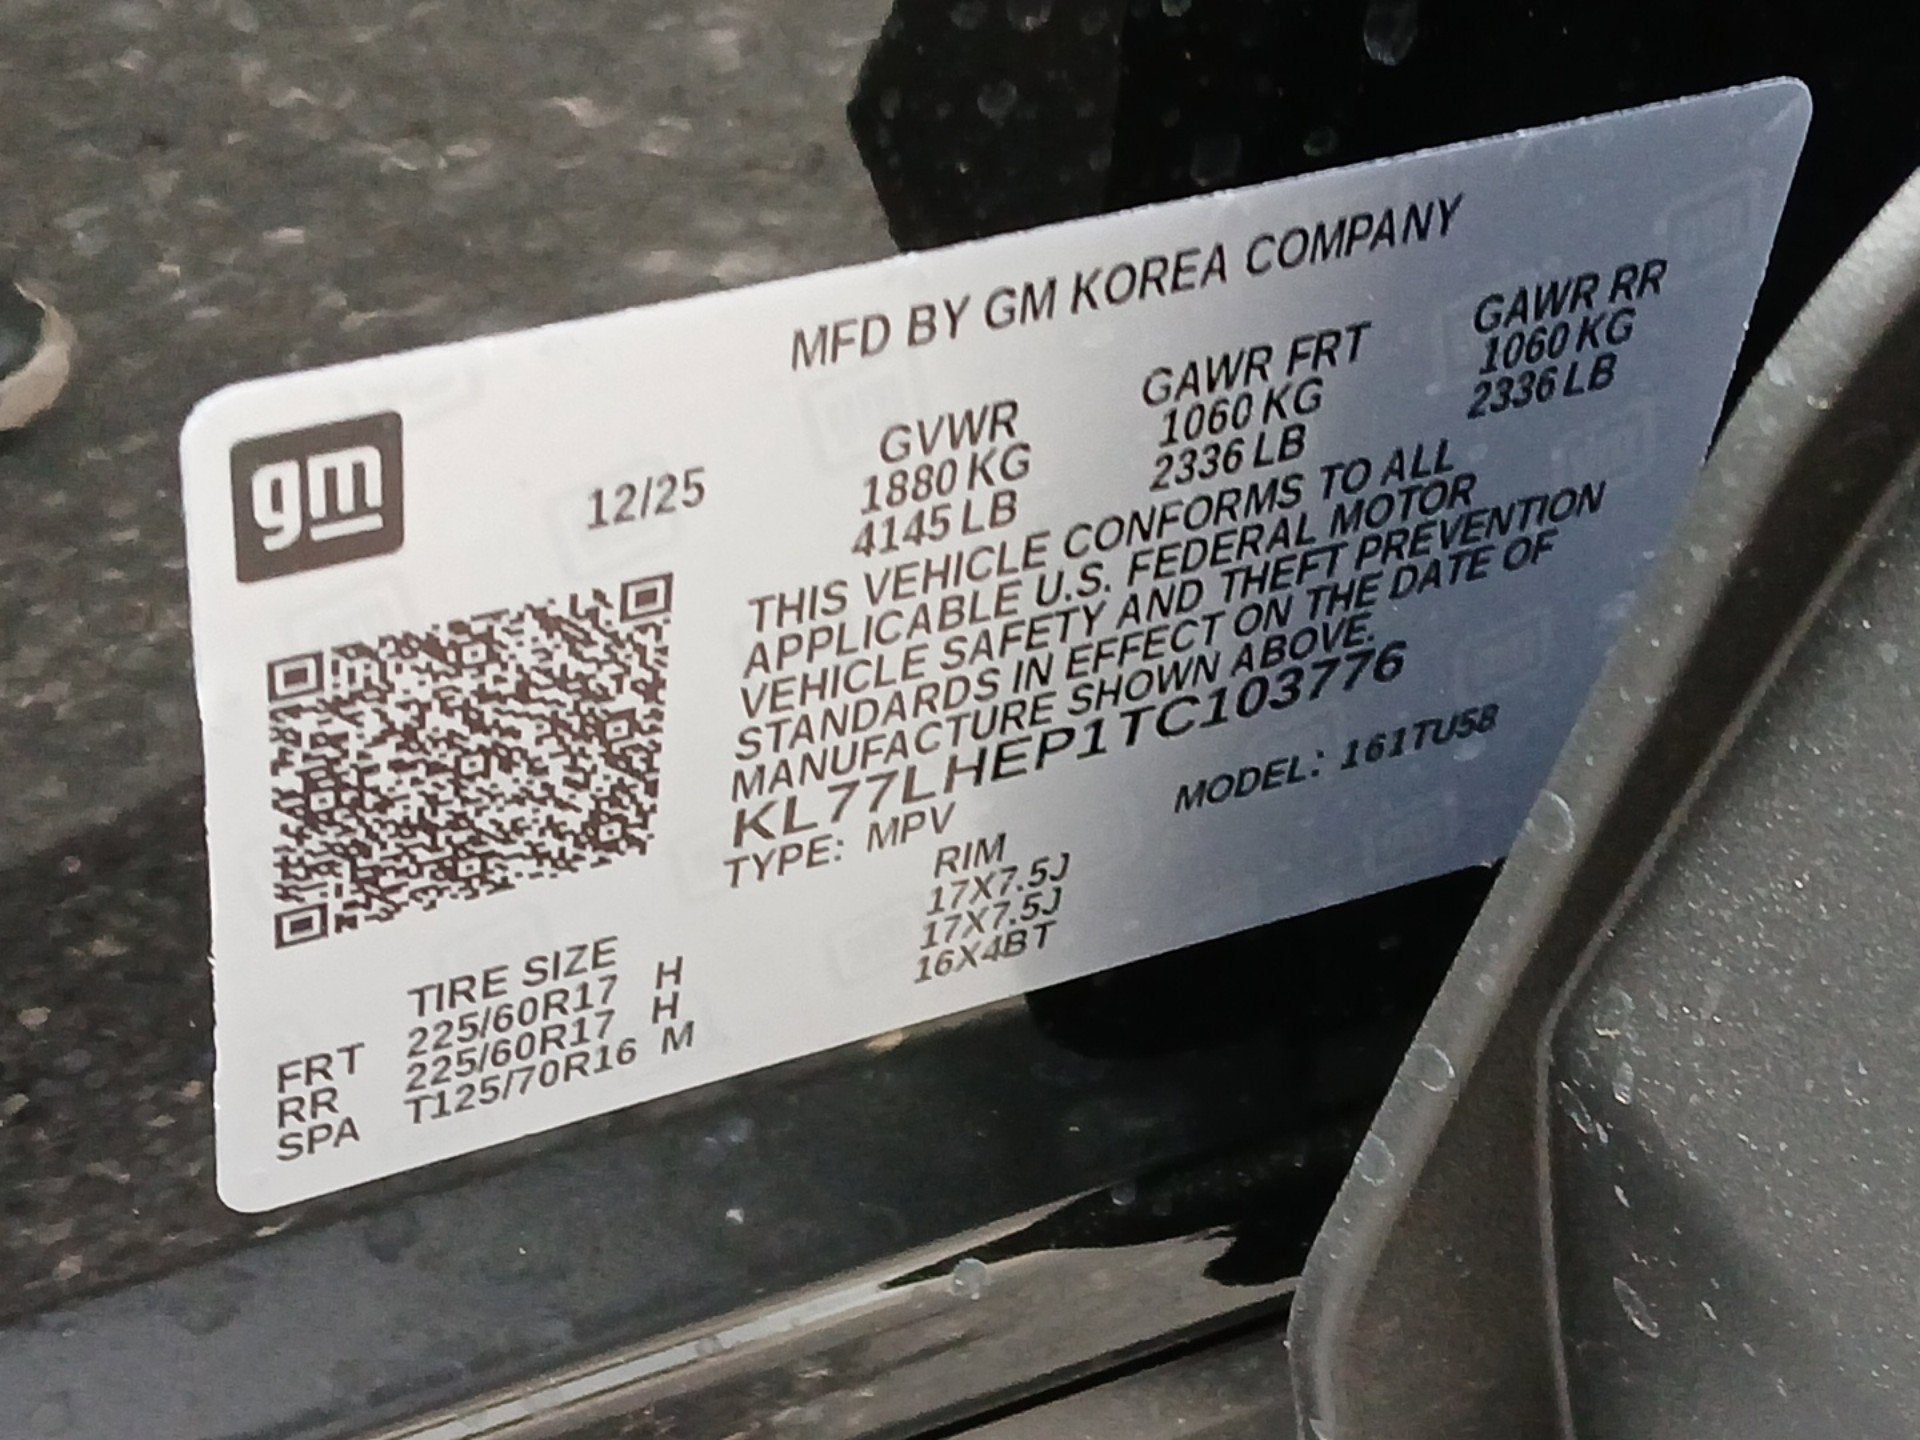 MFD BY GM KOREA COMPANY
gm
12/25
GVWR GAWR FRT GAWR RR
1880 KG 1060 KG 1060 KG
4145 LB 2336 LB 2336 LB
THIS VEHICLE CONFORMS TO ALL
APPLICABLE U.S. FEDERAL MOTOR
VEHICLE SAFETY AND THEFT PREVENTION
STANDARDS IN EFFECT ON THE DATE OF
MANUFACTURE SHOWN ABOVE.
KL77LHEP1TC103776
TYPE: MPV MODEL: 161TU58
TIRE SIZE RIM
FRT 225/60R17 H 17X7.5J
RR 225/60R17 H 17X7.5J
SPA T125/70R16 M 16X4BT